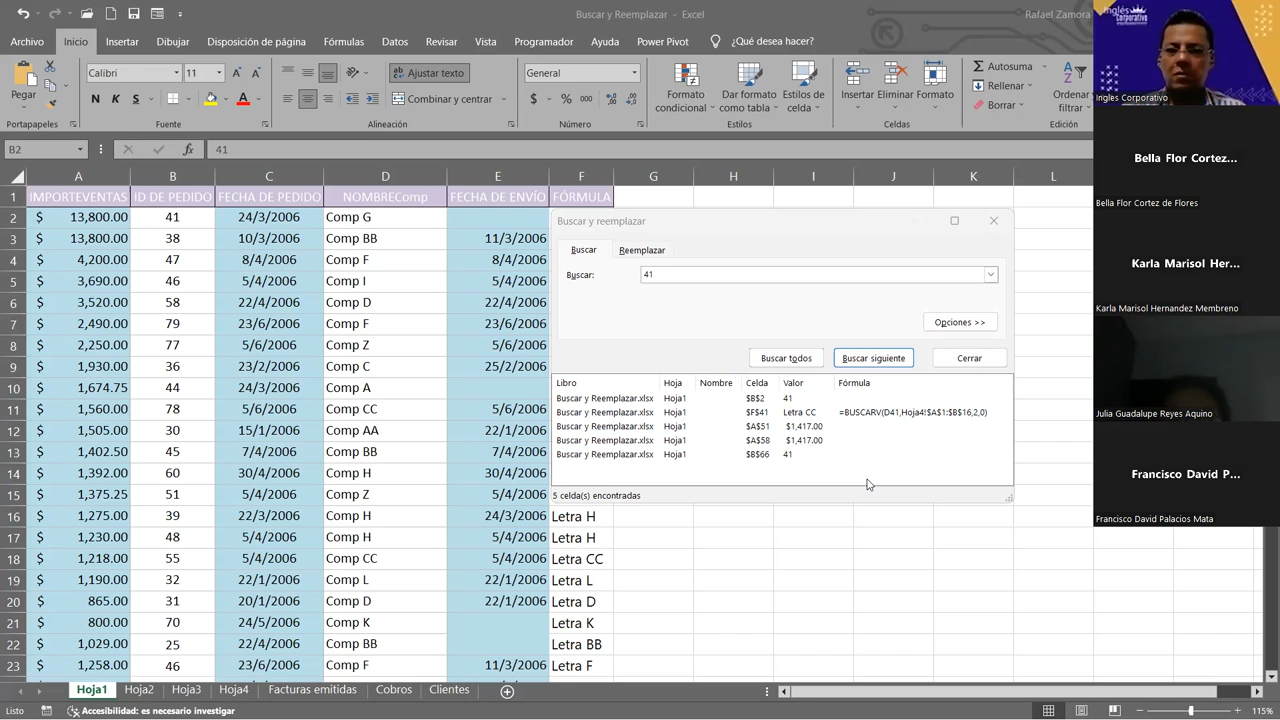 Buscar y Reemplazar - Excel
Rafael Zamora
Archivo Inicio Insertar Dibujar Disposición de página Fórmulas Datos Revisar Vista Programador Ayuda Power Pivot ¿Qué desea hacer?
Pegar
Calibri 11
N K S
Ajustar texto
Combinar y centrar
General
$ % 000
Formato condicional
Dar formato como tabla
Estilos de celda
Insertar Eliminar Formato
Autosuma
Rellenar
Borrar
Ordenar
filtrar
Portapapeles Fuente Alineación Número Estilos Celdas Edición
B2 fx 41
A B C D E F G H I J K L
1 IMPORTEVENTAS ID DE PEDIDO FECHA DE PEDIDO NOMBREComp FECHA DE ENVÍO FÓRMULA
2 $ 13,800.00 41 24/3/2006 Comp G
3 $ 13,800.00 38 10/3/2006 Comp BB 11/3/2006
4 $ 4,200.00 47 8/4/2006 Comp F 8/4/2006
5 $ 3,690.00 46 5/4/2006 Comp I 5/4/2006
6 $ 3,520.00 58 22/4/2006 Comp D 22/4/2006
7 $ 2,490.00 79 23/6/2006 Comp F 23/6/2006
8 $ 2,250.00 77 5/6/2006 Comp Z 5/6/2006
9 $ 1,930.00 36 23/2/2006 Comp C 25/2/2006
10 $ 1,674.75 44 24/3/2006 Comp A
11 $ 1,560.00 78 5/6/2006 Comp CC 5/6/2006
12 $ 1,505.00 30 15/1/2006 Comp AA 22/1/2006
13 $ 1,402.50 45 7/4/2006 Comp BB 7/4/2006
14 $ 1,392.00 60 30/4/2006 Comp H 30/4/2006
15 $ 1,375.25 51 5/4/2006 Comp Z 5/4/2006
16 $ 1,275.00 39 22/3/2006 Comp H 24/3/2006 Letra H
17 $ 1,230.00 48 5/4/2006 Comp H 5/4/2006 Letra H
18 $ 1,218.00 55 5/4/2006 Comp CC 5/4/2006 Letra CC
19 $ 1,190.00 32 22/1/2006 Comp L 22/1/2006 Letra L
20 $ 865.00 31 20/1/2006 Comp D 22/1/2006 Letra D
21 $ 800.00 70 24/5/2006 Comp K Letra K
22 $ 1,029.00 25 22/4/2006 Comp BB Letra BB
23 $ 1,258.00 46 23/6/2006 Comp F 11/3/2006 Letra F
Buscar y reemplazar
Buscar Reemplazar
Buscar: 41
Opciones >>
Buscar todos Buscar siguiente Cerrar
Libro Hoja Nombre Celda Valor Fórmula
Buscar y Reemplazar.xlsx Hoja1 $B$2 41
Buscar y Reemplazar.xlsx Hoja1 $F$41 Letra CC =BUSCARV(D41,Hoja4!$A$1:$B$16,2,0)
Buscar y Reemplazar.xlsx Hoja1 $A$51 $1,417.00
Buscar y Reemplazar.xlsx Hoja1 $A$58 $1,417.00
Buscar y Reemplazar.xlsx Hoja1 $B$66 41
5 celda(s) encontradas
Hoja1 Hoja2 Hoja3 Hoja4 Facturas emitidas Cobros Clientes
Listo Accesibilidad: es necesario investigar 115%
Inglés
Corporativo
Ingles Corporativo
Bella Flor Cortez...
Bella Flor Cortez de Flores
Karla Marisol Her...
Karla Marisol Hernandez Membreno
Julia Guadalupe Reyes Aquino
Francisco David P...
Francisco David Palacios Mata